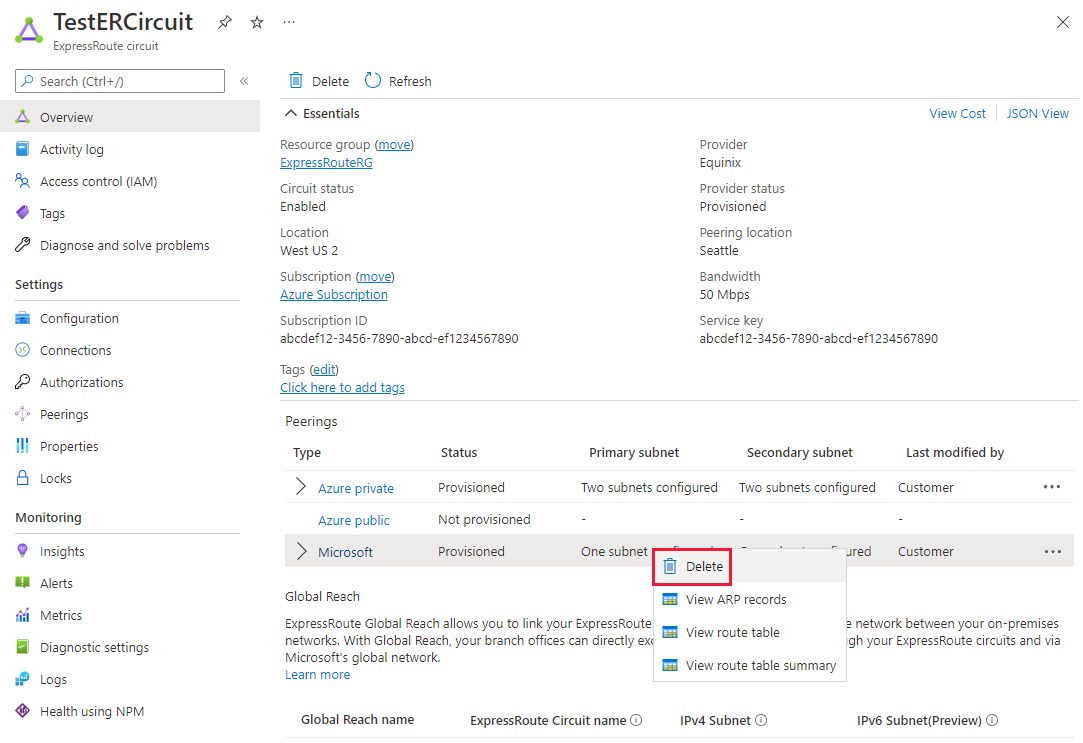 TestERCircuit
ExpressRoute circuit
Search (Ctrl+/)
Overview
Activity log
Access control (IAM)
Tags
Diagnose and solve problems
Settings
Configuration
Connections
Authorizations
Peerings
Properties
Locks
Monitoring
Insights
Alerts
Metrics
Diagnostic settings
Logs
Health using NPM
Delete Refresh
Essentials View Cost JSON View
Resource group (move)
ExpressRouteRG
Circuit status
Enabled
Location
West US 2
Subscription (move)
Azure Subscription
Subscription ID
abcdef12-3456-7890-abcd-ef1234567890
Tags (edit)
Click here to add tags
Provider
Equinix
Provider status
Provisioned
Peering location
Seattle
Bandwidth
50 Mbps
Service key
abcdef12-3456-7890-abcd-ef1234567890
Peerings
Type Status Primary subnet Secondary subnet Last modified by
Azure private Provisioned Two subnets configured Two subnets configured Customer
Azure public Not provisioned - - -
Microsoft Provisioned One subnet Customer
Delete
View ARP records
View route table
View route table summary
Global Reach
ExpressRoute Global Reach allows you to link your ExpressRoute network between your on-premises
networks. With Global Reach, your branch offices can directly your ExpressRoute circuits and via
Microsoft's global network.
Learn more
Global Reach name ExpressRoute Circuit name IPv4 Subnet IPv6 Subnet(Preview)